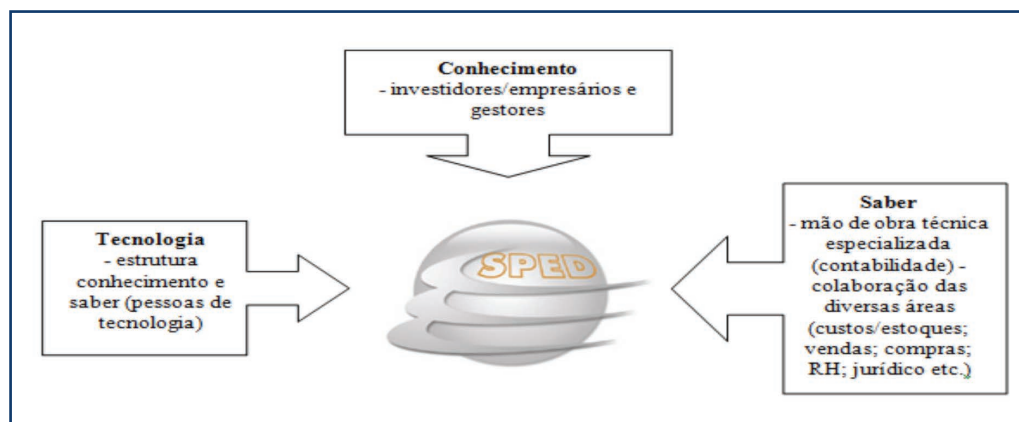 Conhecimento
- investidores/empresários e
gestores
Tecnologia
- estrutura
conhecimento e
saber (pessoas de
tecnologia)
SPED
Saber
- mão de obra técnica
especializada
(contabilidade) -
colaboração das
diversas áreas
(custos/estoques;
vendas; compras;
RH; jurídico etc.)